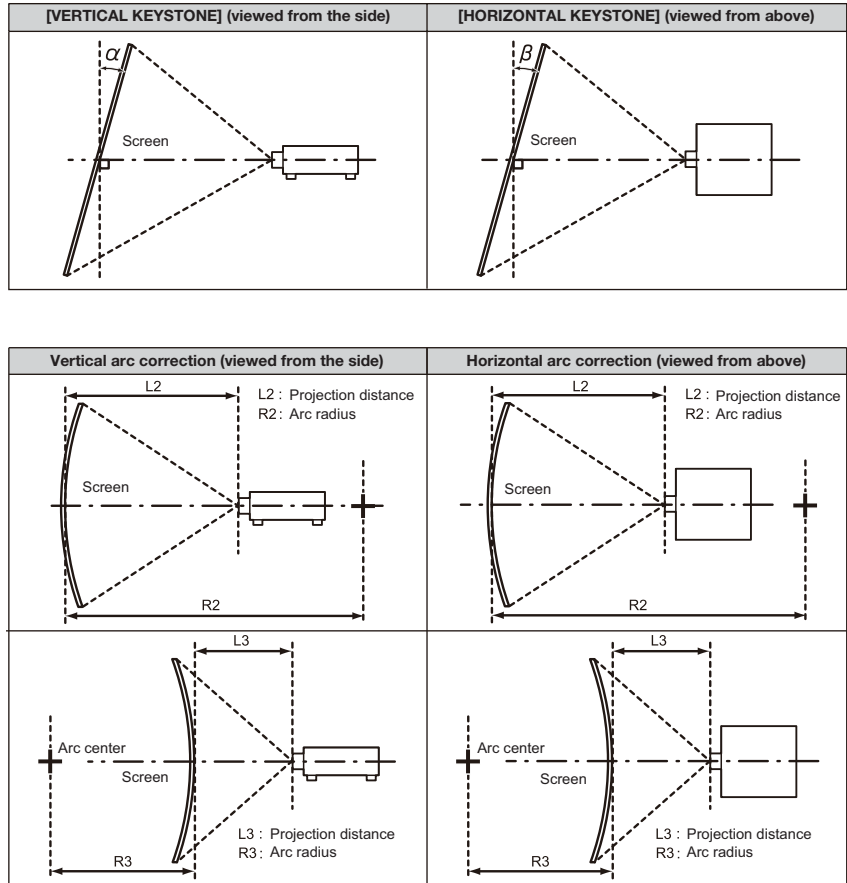 [VERTICAL KEYSTONE] (viewed from the side)
[HORIZONTAL KEYSTONE] (viewed from above)
α
Screen
β
Screen
Vertical arc correction (viewed from the side)
Horizontal arc correction (viewed from above)
L2
L2 : Projection distance
R2 : Arc radius
Screen
R2
L2
L2 : Projection distance
R2 : Arc radius
Screen
R2
L3
Arc center
Screen
L3 : Projection distance
R3 : Arc radius
R3
L3
Arc center
Screen
L3 : Projection distance
R3 : Arc radius
R3